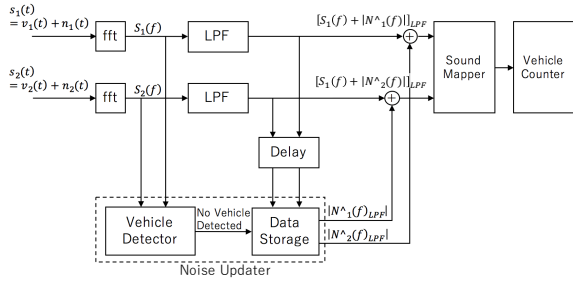 s₁(t)
= v₁(t) + n₁(t)
fft
S₁(f)
LPF
[S₁(f) + |N^₁(f)|]LPF
s₂(t)
= v₂(t) + n₂(t)
fft
S₂(f)
LPF
[S₁(f) + |N^₂(f)|]LPF
Sound
Mapper
Vehicle
Counter
Delay
Vehicle
Detector
No Vehicle
Detected
Data
Storage
|N^₁(f)LPF|
|N^₂(f)LPF|
Noise Updater